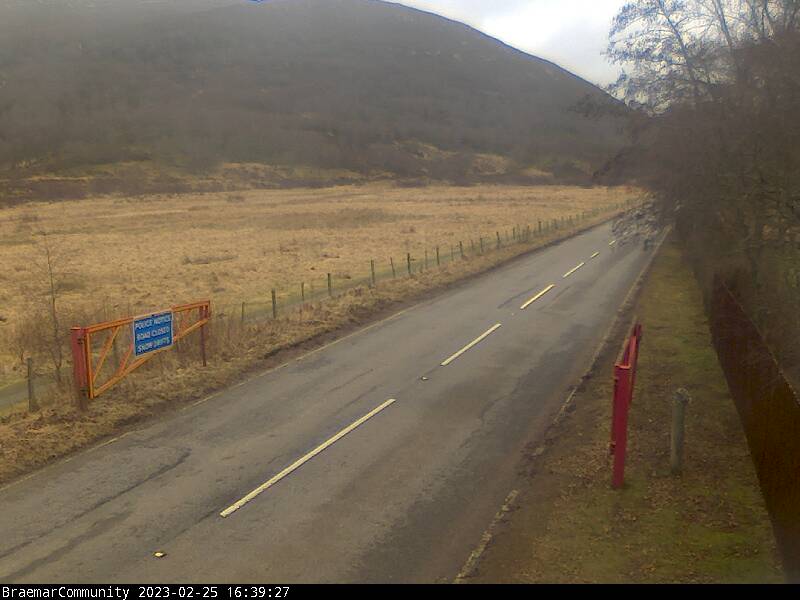 POLICE NOTICE
ROAD CLOSED
SNOW DRIFTS
BraemarCommunity 2023-02-25 16:39:27